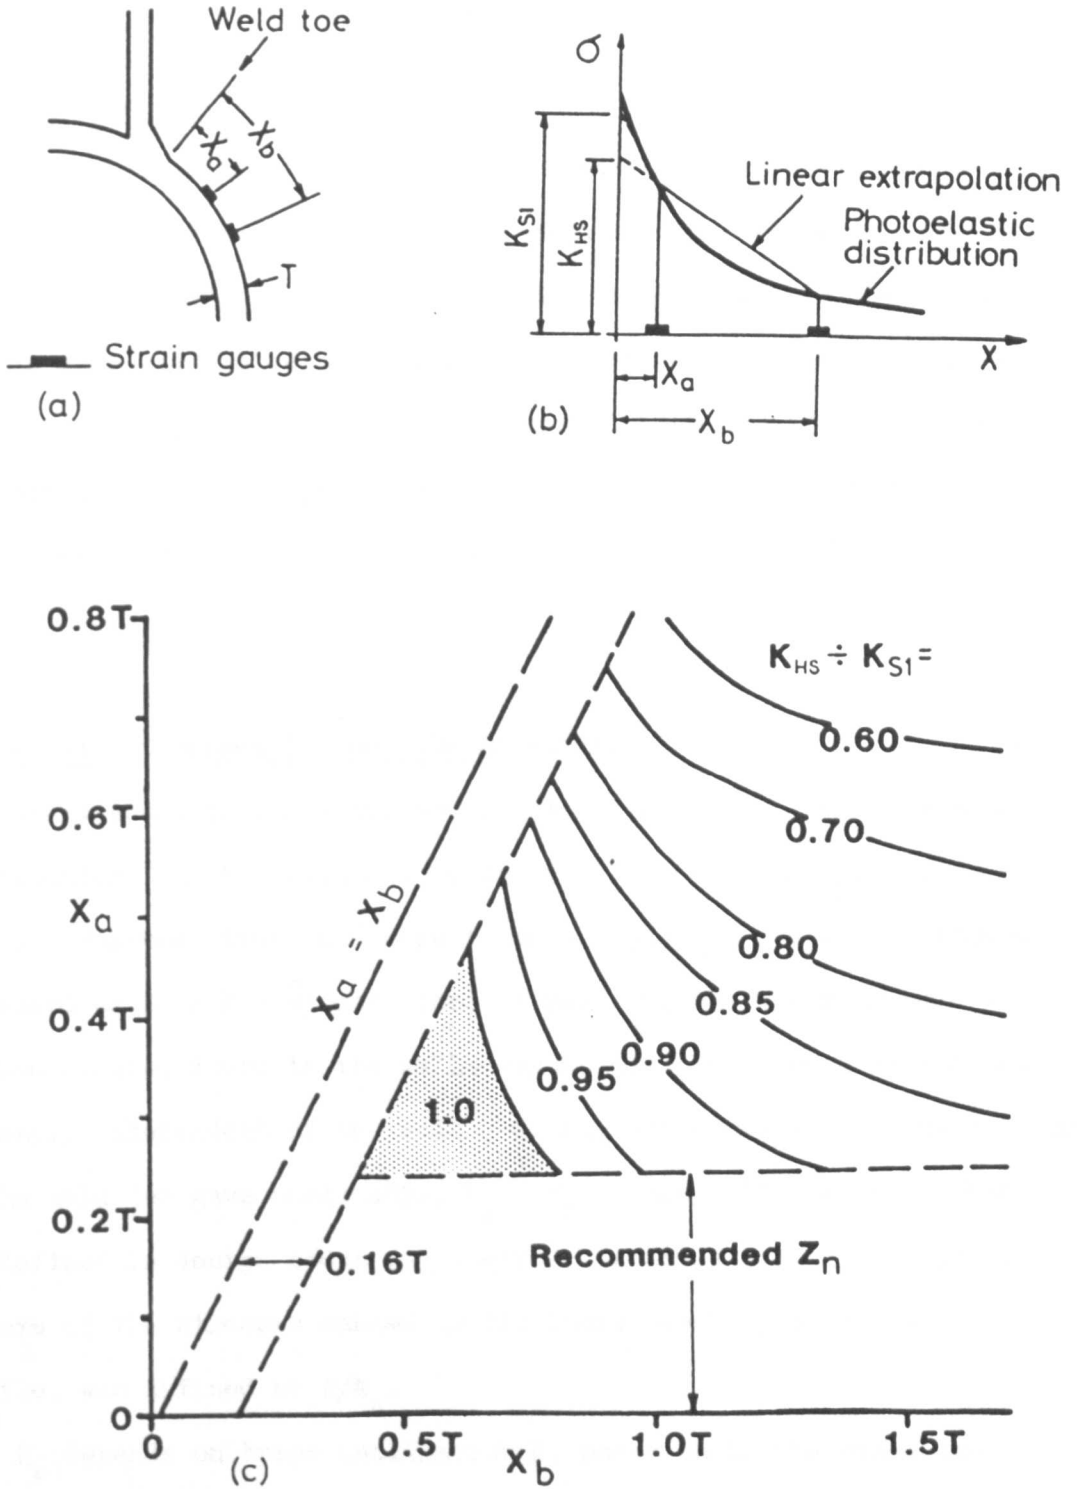 Weld toe
Xa
Xb
T
Strain gauges
(a)
σ
KS1
KHS
Linear extrapolation
Photoelastic
distribution
X
Xa
Xb
(b)
0.8T
0.6T
Xa
0.4T
0.2T
0
Xa = Xb
KHS ÷ KS1 =
0.60
0.70
0.80
0.85
0.90
0.95
1.0
0.16T
Recommended Zn
0
0.5T
1.0T
1.5T
Xb
(c)